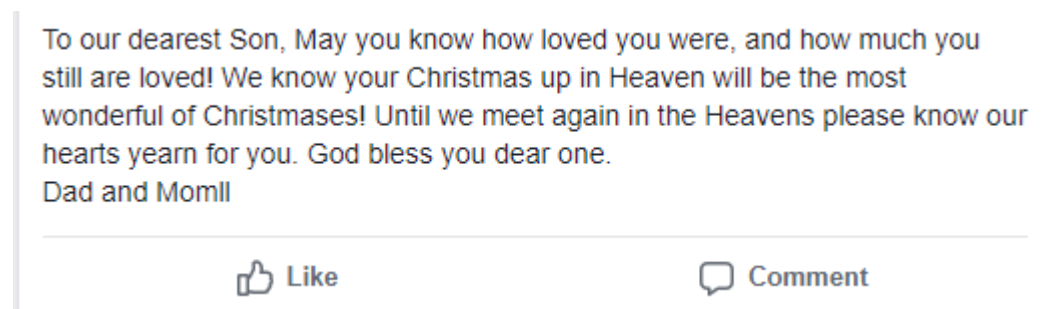 To our dearest Son, May you know how loved you were, and how much you
still are loved! We know your Christmas up in Heaven will be the most
wonderful of Christmases! Until we meet again in the Heavens please know our
hearts yearn for you. God bless you dear one.
Dad and Momll
Like
Comment